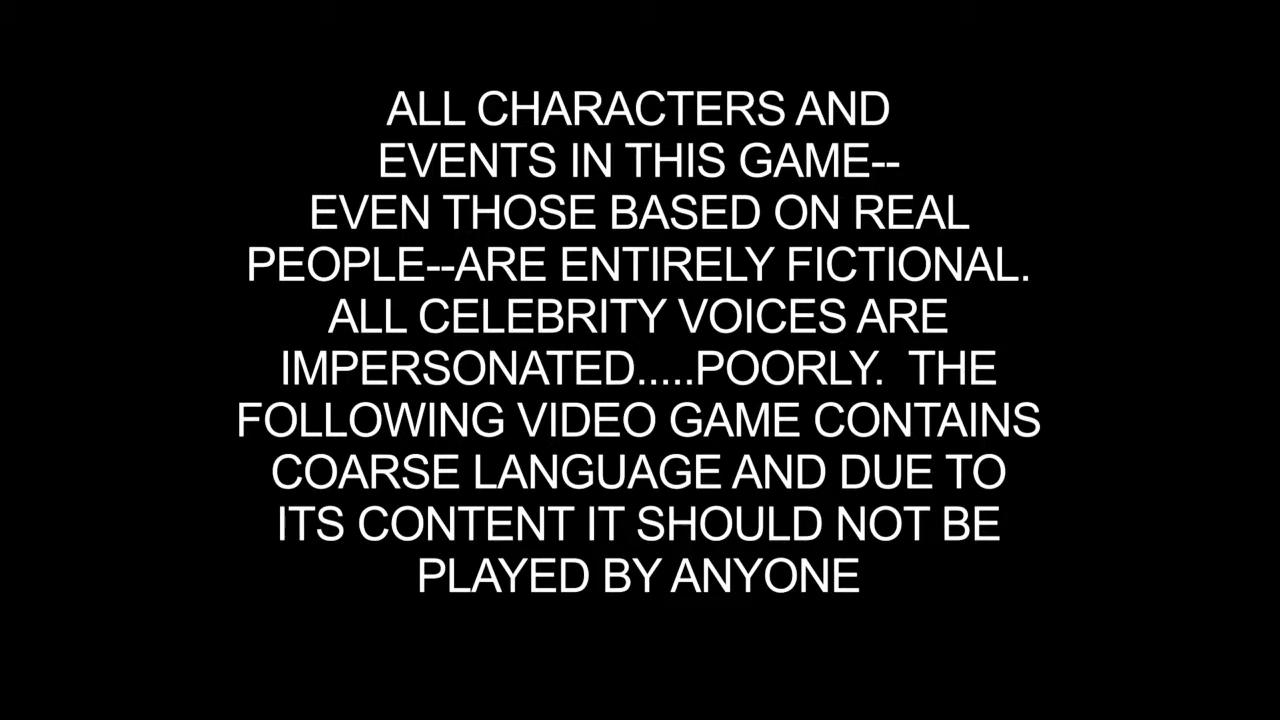 ALL CHARACTERS AND
EVENTS IN THIS GAME--
EVEN THOSE BASED ON REAL
PEOPLE--ARE ENTIRELY FICTIONAL.
ALL CELEBRITY VOICES ARE
IMPERSONATED.....POORLY.  THE
FOLLOWING VIDEO GAME CONTAINS
COARSE LANGUAGE AND DUE TO
ITS CONTENT IT SHOULD NOT BE
PLAYED BY ANYONE